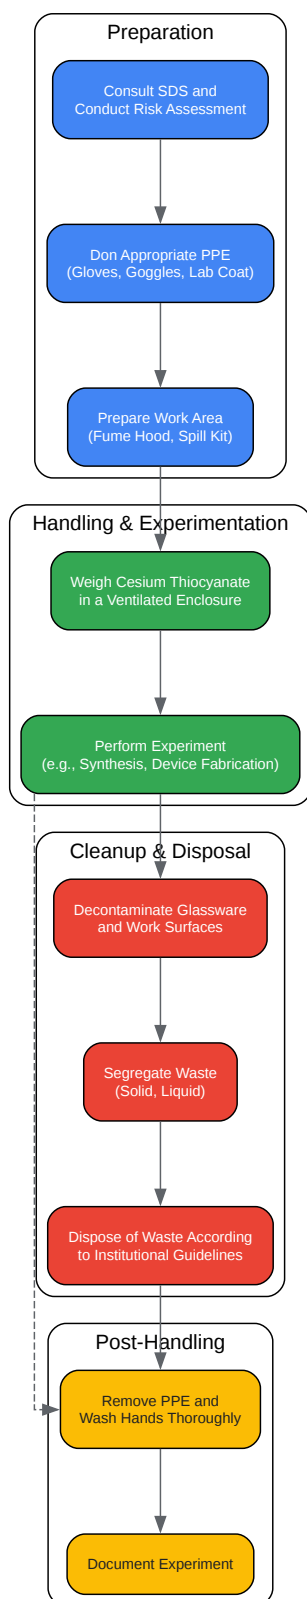 Preparation
Consult SDS and
Conduct Risk Assessment
Don Appropriate PPE
(Gloves, Goggles, Lab Coat)
Prepare Work Area
(Fume Hood, Spill Kit)
Handling & Experimentation
Weigh Cesium Thiocyanate
in a Ventilated Enclosure
Perform Experiment
(e.g., Synthesis, Device Fabrication)
Cleanup & Disposal
Decontaminate Glassware
and Work Surfaces
Segregate Waste
(Solid, Liquid)
Dispose of Waste According
to Institutional Guidelines
Post-Handling
Remove PPE and
Wash Hands Thoroughly
Document Experiment